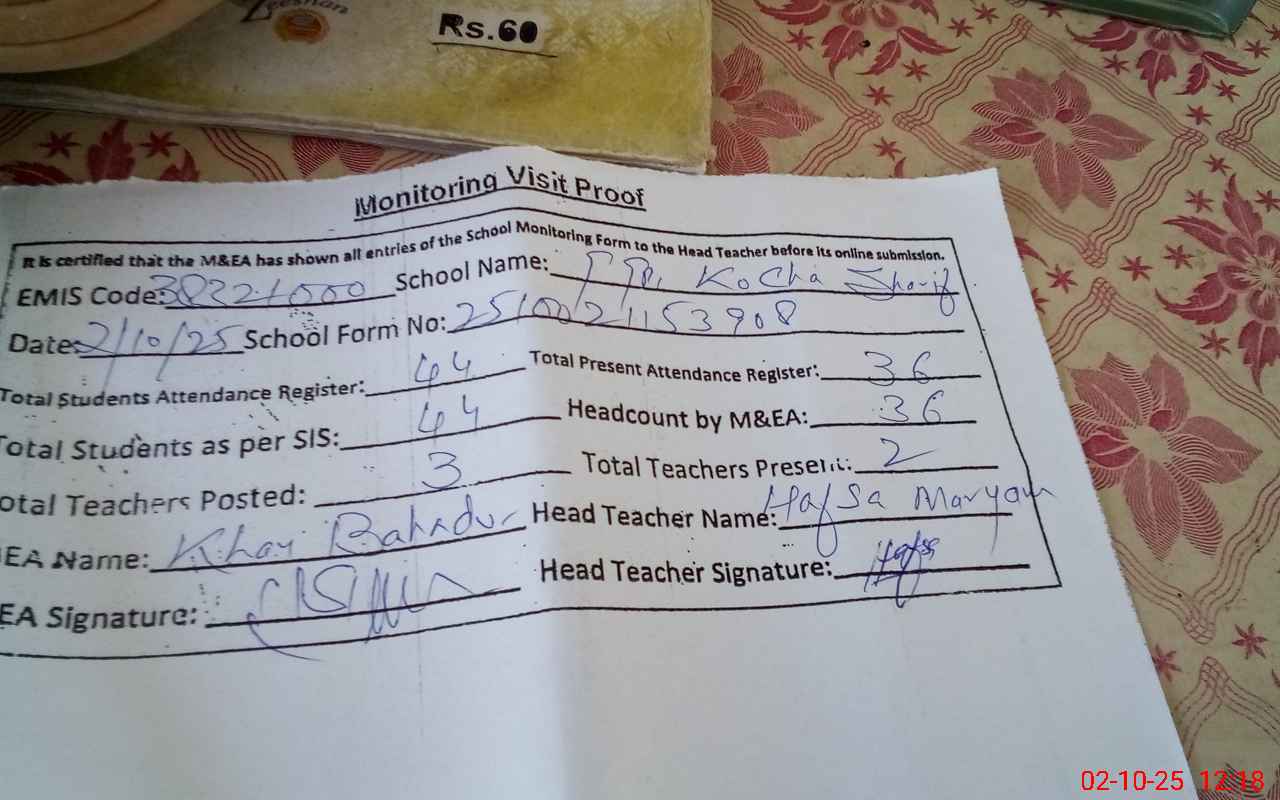 Zeeshan
Rs.60
Monitoring Visit Proof
It is certified that the M&EA has shown all entries of the School Monitoring Form to the Head Teacher before its online submission.
EMIS Code: School Name: Kocha Sharif
Date: 2/10/25 School Form No: 2510021153908
Total Students Attendance Register: 44 Total Present Attendance Register: 36
Total Students as per SIS: 44 Headcount by M&EA: 36
otal Teachers Posted: 3 Total Teachers Present: 2
EA Name: Bahadur Head Teacher Name: Hafsa Maryam
EA Signature: Head Teacher Signature: Hafsa
02-10-25 12:18